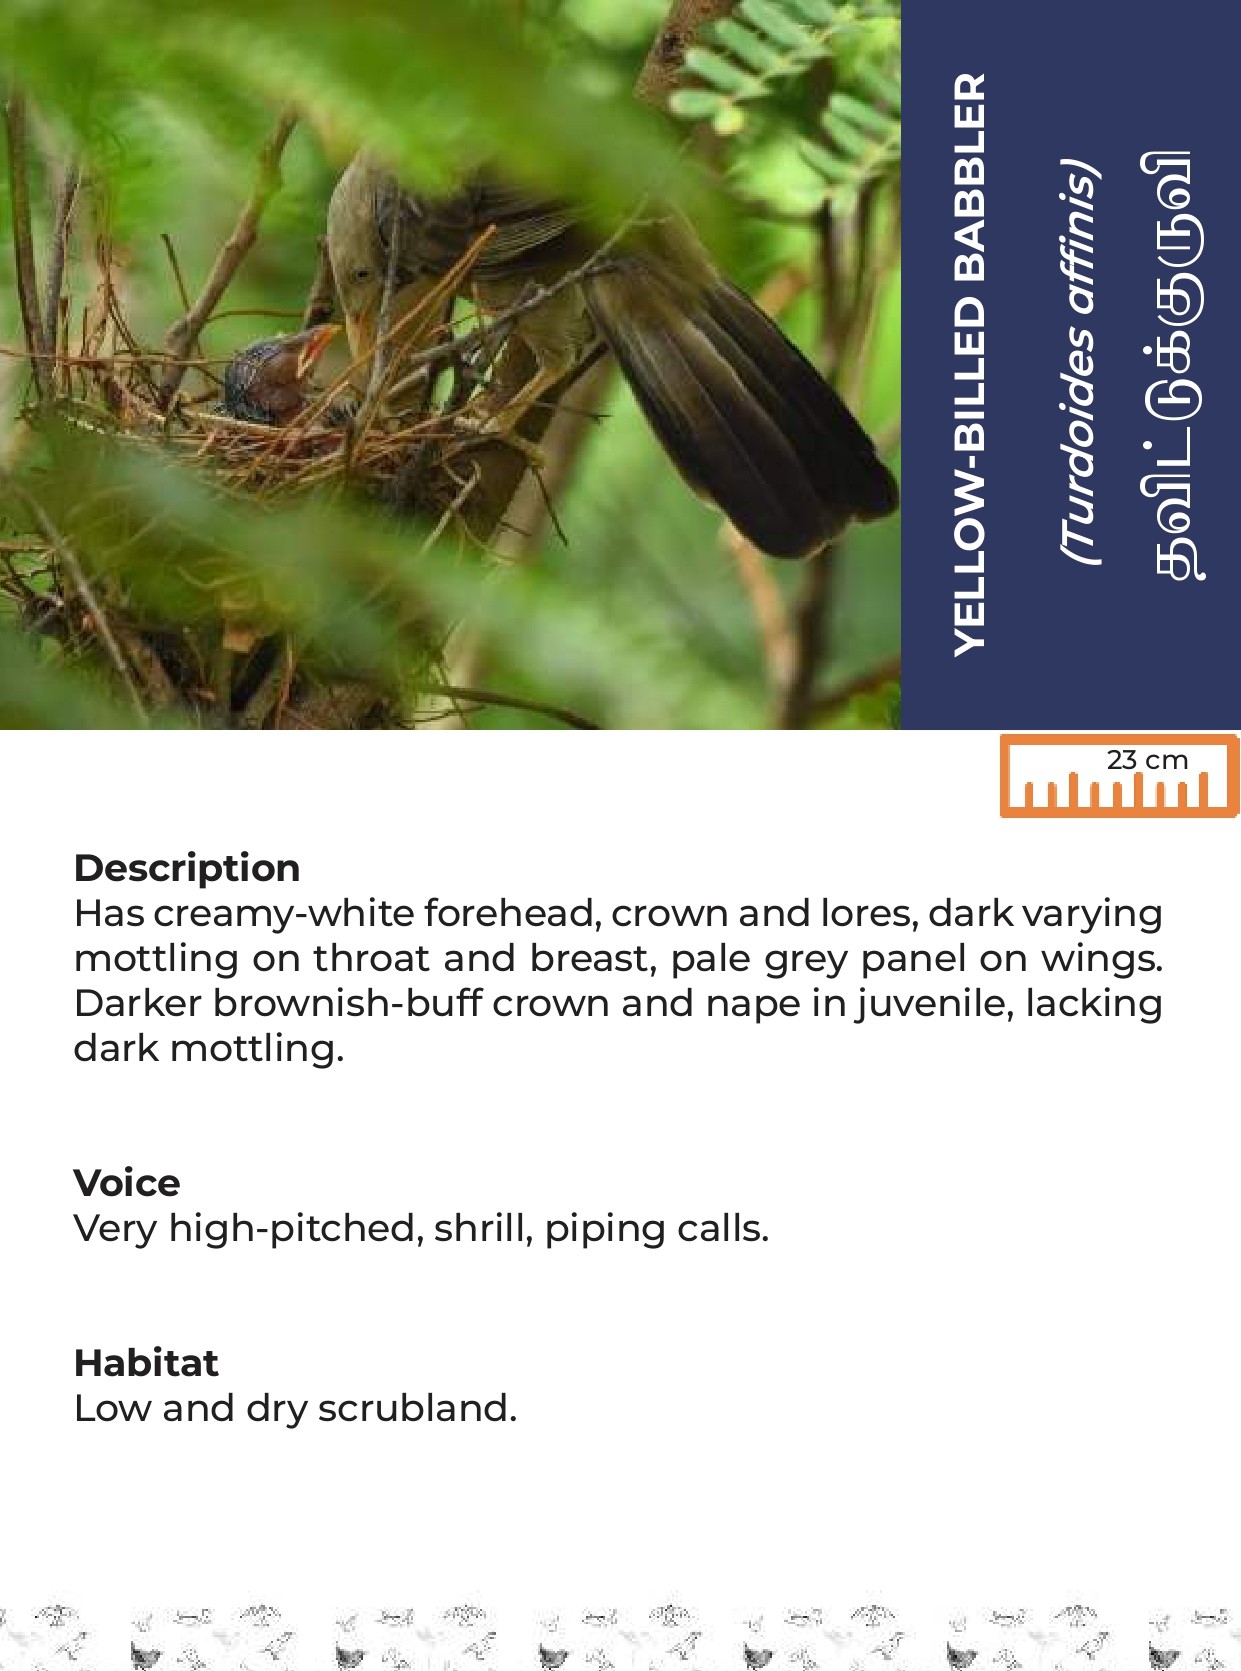 YELLOW-BILLED BABBLER
(Turdoides affinis)
தவிட்டுக்குருவி
23 cm
Description
Has creamy-white forehead, crown and lores, dark varying
mottling on throat and breast, pale grey panel on wings.
Darker brownish-buff crown and nape in juvenile, lacking
dark mottling.
Voice
Very high-pitched, shrill, piping calls.
Habitat
Low and dry scrubland.